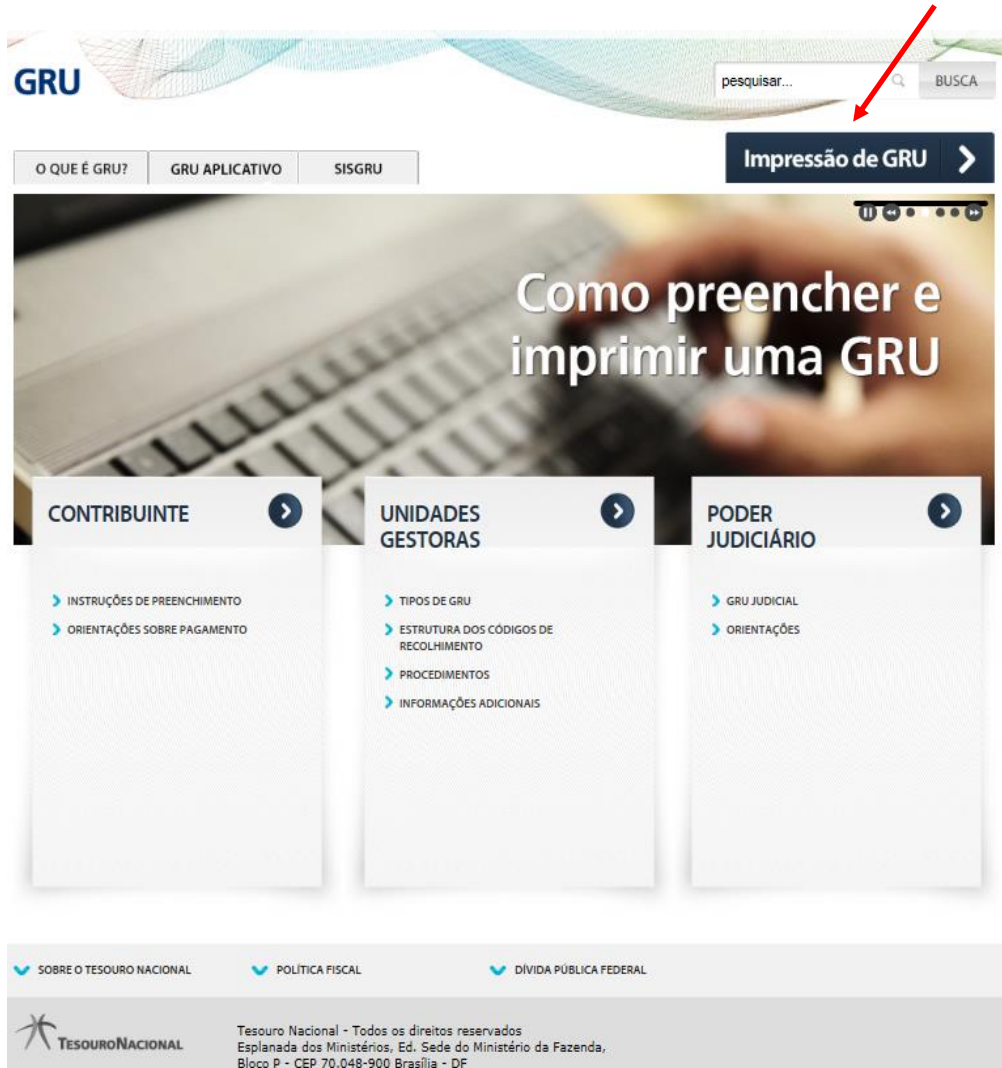 GRU
pesquisar...
BUSCA
Impressão de GRU
O QUE É GRU?
GRU APLICATIVO
SISGRU
Como preencher e
imprimir uma GRU
CONTRIBUINTE
INSTRUÇÕES DE PREENCHIMENTO
ORIENTAÇÕES SOBRE PAGAMENTO
UNIDADES
GESTORAS
TIPOS DE GRU
ESTRUTURA DOS CÓDIGOS DE
RECOLHIMENTO
PROCEDIMENTOS
INFORMAÇÕES ADICIONAIS
PODER
JUDICIÁRIO
GRU JUDICIAL
ORIENTAÇÕES
SOBRE O TESOURO NACIONAL
POLÍTICA FISCAL
DÍVIDA PÚBLICA FEDERAL
TESOURO NACIONAL
Tesouro Nacional - Todos os direitos reservados
Esplanada dos Ministérios, Ed. Sede do Ministério da Fazenda,
Bloco P - CEP 70.048-900 Brasília - DF